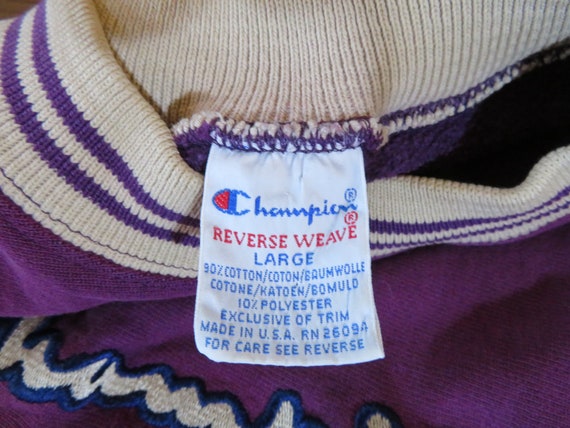 Champion®
REVERSE WEAVE®
LARGE
90% COTTON/COTON/BAUMWOLLE
COTONE/KATOEN/BOMULD
10% POLYESTER
EXCLUSIVE OF TRIM
MADE IN U.S.A. RN 26094
FOR CARE SEE REVERSE